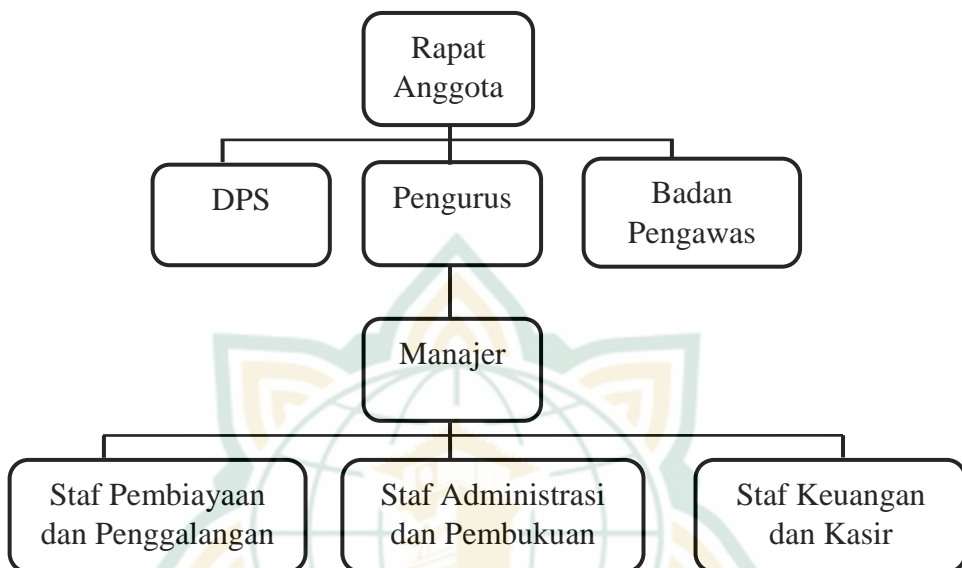 Rapat
Anggota
DPS
Pengurus
Badan
Pengawas
Manajer
Staf Pembiayaan
dan Penggalangan
Staf Administrasi
dan Pembukuan
Staf Keuangan
dan Kasir